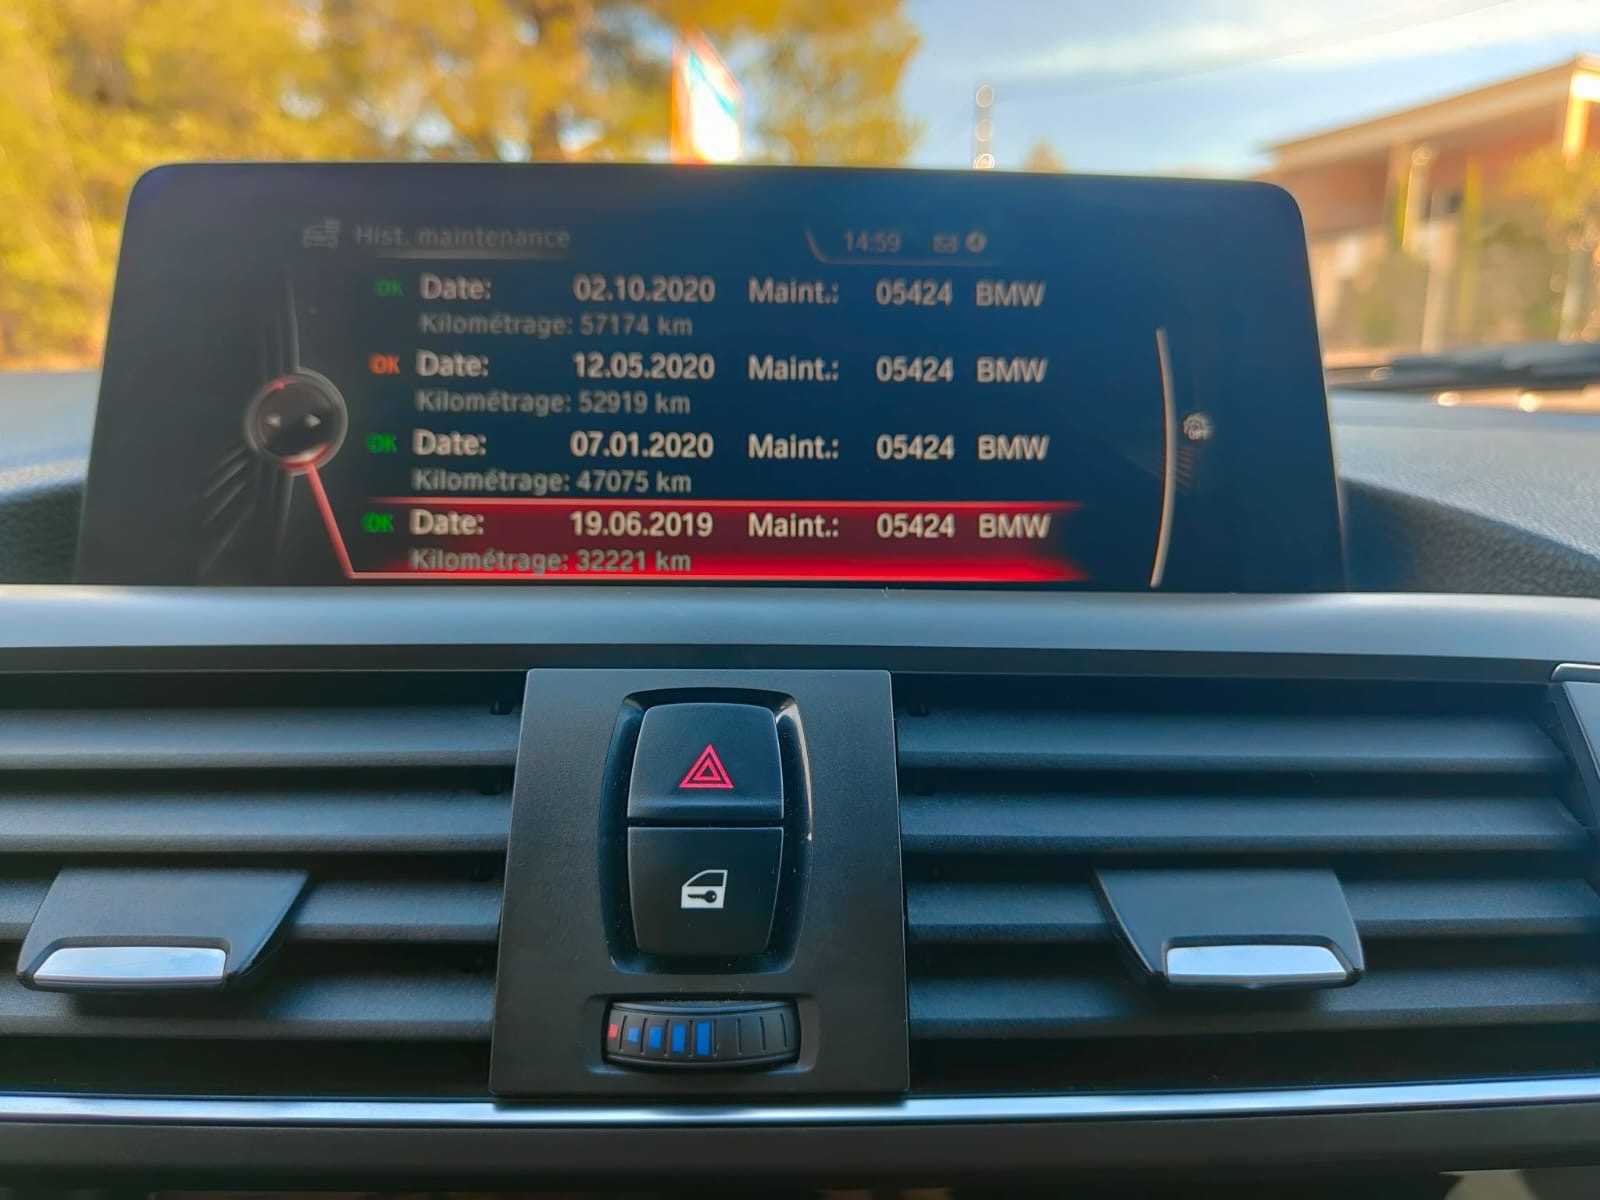 Hist. maintenance 14:59
OK Date: 02.10.2020 Maint.: 05424 BMW
Kilométrage: 57174 km
OK Date: 12.05.2020 Maint.: 05424 BMW
Kilométrage: 52919 km
OK Date: 07.01.2020 Maint.: 05424 BMW
Kilométrage: 47075 km
OK Date: 19.06.2019 Maint.: 05424 BMW
Kilométrage: 32221 km
OPT